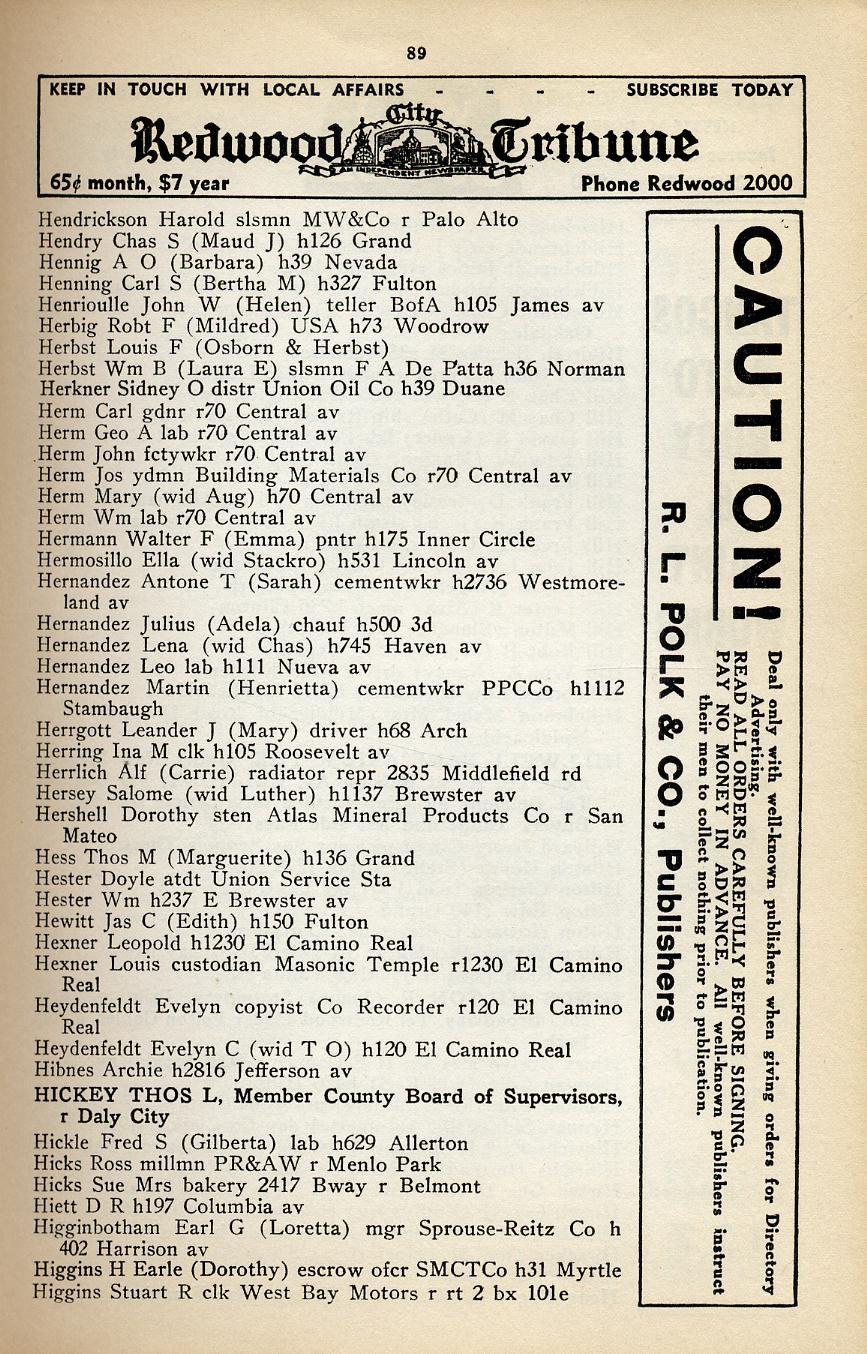 89
KEEP IN TOUCH WITH LOCAL AFFAIRS - - - - SUBSCRIBE TODAY
Redwood City Tribune
AN INDEPENDENT NEWSPAPER
65¢ month, $7 year Phone Redwood 2000
Hendrickson Harold slsmn MW&Co r Palo Alto
Hendry Chas S (Maud J) h126 Grand
Hennig A O (Barbara) h39 Nevada
Henning Carl S (Bertha M) h327 Fulton
Henrioulle John W (Helen) teller BofA h105 James av
Herbig Robt F (Mildred) USA h73 Woodrow
Herbst Louis F (Osborn & Herbst)
Herbst Wm B (Laura E) slsmn F A De Patta h36 Norman
Herkner Sidney O distr Union Oil Co h39 Duane
Herm Carl gdnr r70 Central av
Herm Geo A lab r70 Central av
Herm John fctywkr r70 Central av
Herm Jos ydmn Building Materials Co r70 Central av
Herm Mary (wid Aug) h70 Central av
Herm Wm lab r70 Central av
Hermann Walter F (Emma) pntr h175 Inner Circle
Hermosillo Ella (wid Stackro) h531 Lincoln av
Hernandez Antone T (Sarah) cementwkr h2736 Westmore-
land av
Hernandez Julius (Adela) chauf h500 3d
Hernandez Lena (wid Chas) h745 Haven av
Hernandez Leo lab h111 Nueva av
Hernandez Martin (Henrietta) cementwkr PPCCo h1112
Stambaugh
Herrgott Leander J (Mary) driver h68 Arch
Herring Ina M clk h105 Roosevelt av
Herrlich Alf (Carrie) radiator repr 2835 Middlefield rd
Hersey Salome (wid Luther) h1137 Brewster av
Hershell Dorothy sten Atlas Mineral Products Co r San
Mateo
Hess Thos M (Marguerite) h136 Grand
Hester Doyle atdt Union Service Sta
Hester Wm h237 E Brewster av
Hewitt Jas C (Edith) h150 Fulton
Hexner Leopold h1230 El Camino Real
Hexner Louis custodian Masonic Temple r1230 El Camino
Real
Heydenfeldt Evelyn copyist Co Recorder r120 El Camino
Real
Heydenfeldt Evelyn C (wid T O) h120 El Camino Real
Hibnes Archie h2816 Jefferson av
HICKEY THOS L, Member County Board of Supervisors,
r Daly City
Hickle Fred S (Gilberta) lab h629 Allerton
Hicks Ross millmn PR&AW r Menlo Park
Hicks Sue Mrs bakery 2417 Bway r Belmont
Hiett D R h197 Columbia av
Higginbotham Earl G (Loretta) mgr Sprouse-Reitz Co h
402 Harrison av
Higgins H Earle (Dorothy) escrow ofcr SMCTCo h31 Myrtle
Higgins Stuart R clk West Bay Motors r rt 2 bx 101e
CAUTION!
Deal only with well-known publishers when giving orders for Directory
Advertising.
READ ALL ORDERS CAREFULLY BEFORE SIGNING.
PAY NO MONEY IN ADVANCE. All well-known publishers instruct
their men to collect nothing prior to publication.
R. L. POLK & CO., Publishers